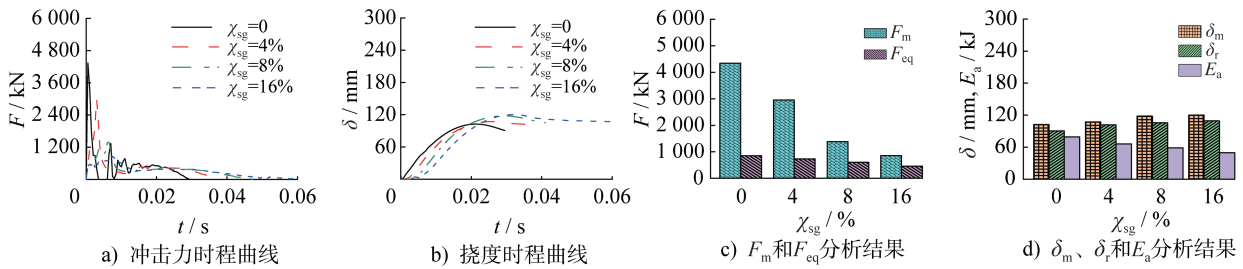 6 000
4 800
3 600
2 400
1 200
0
F / kN
0.00 0.02 0.04 0.06
t / s
χsg=0
χsg=4%
χsg=8%
χsg=16%
a) 冲击力时程曲线
300
240
180
120
60
δ / mm
0.00 0.02 0.04 0.06
t / s
χsg=0
χsg=4%
χsg=8%
χsg=16%
b) 挠度时程曲线
6 000
5 000
4 000
3 000
2 000
1 000
0
F / kN
Fm
Feq
0 4 8 16
χsg / %
c) Fm和Feq分析结果
300
240
180
120
60
0
δ / mm, Ea / kJ
δm
δr
Ea
0 4 8 16
χsg / %
d) δm、δr和Ea分析结果